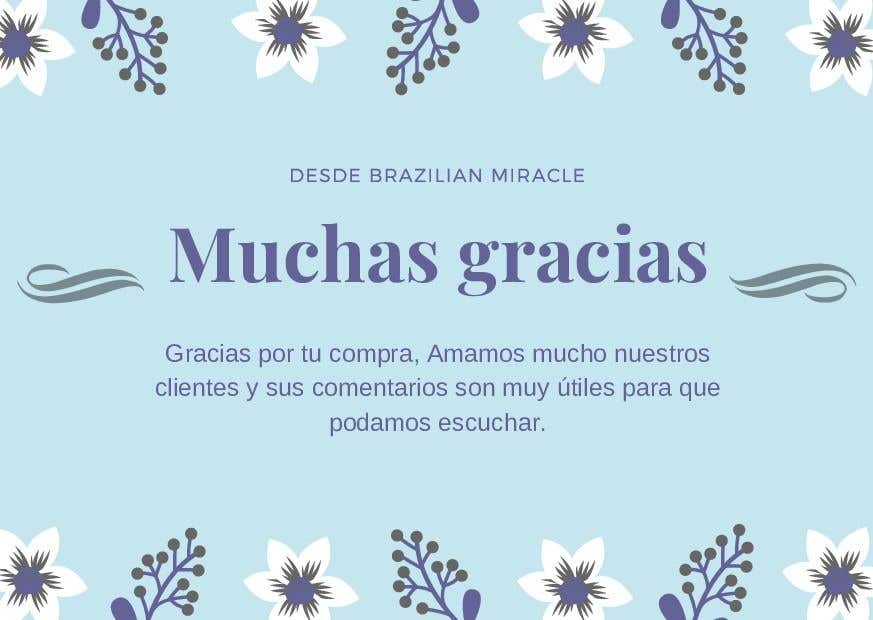 DESDE BRAZILIAN MIRACLE
Muchas gracias
Gracias por tu compra, Amamos mucho nuestros
clientes y sus comentarios son muy útiles para que
podamos escuchar.